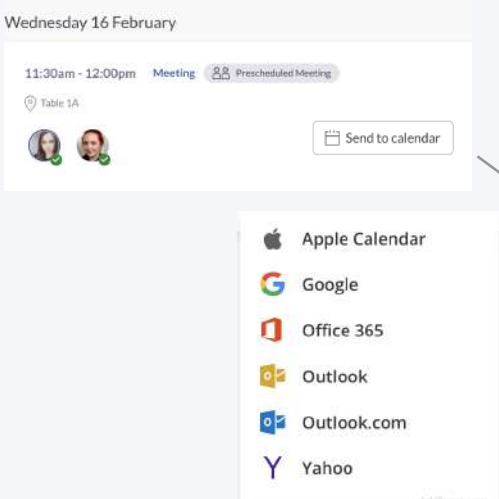 Wednesday 16 February
11:30am - 12:00pm Meeting Prescheduled Meeting
Table 1A
Send to calendar
Apple Calendar
Google
Office 365
Outlook
Outlook.com
Yahoo